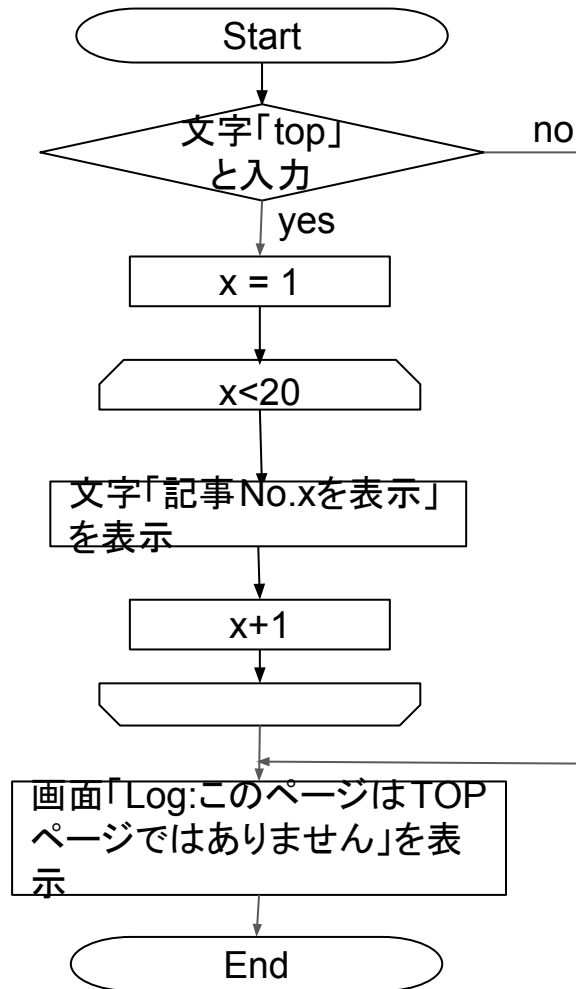 Start
文字「top」
と入力
no
yes
x = 1
x<20
文字「記事No.xを表示」
を表示
x+1
画面「Log:このページはTOP
ページではありません」を表
示
End